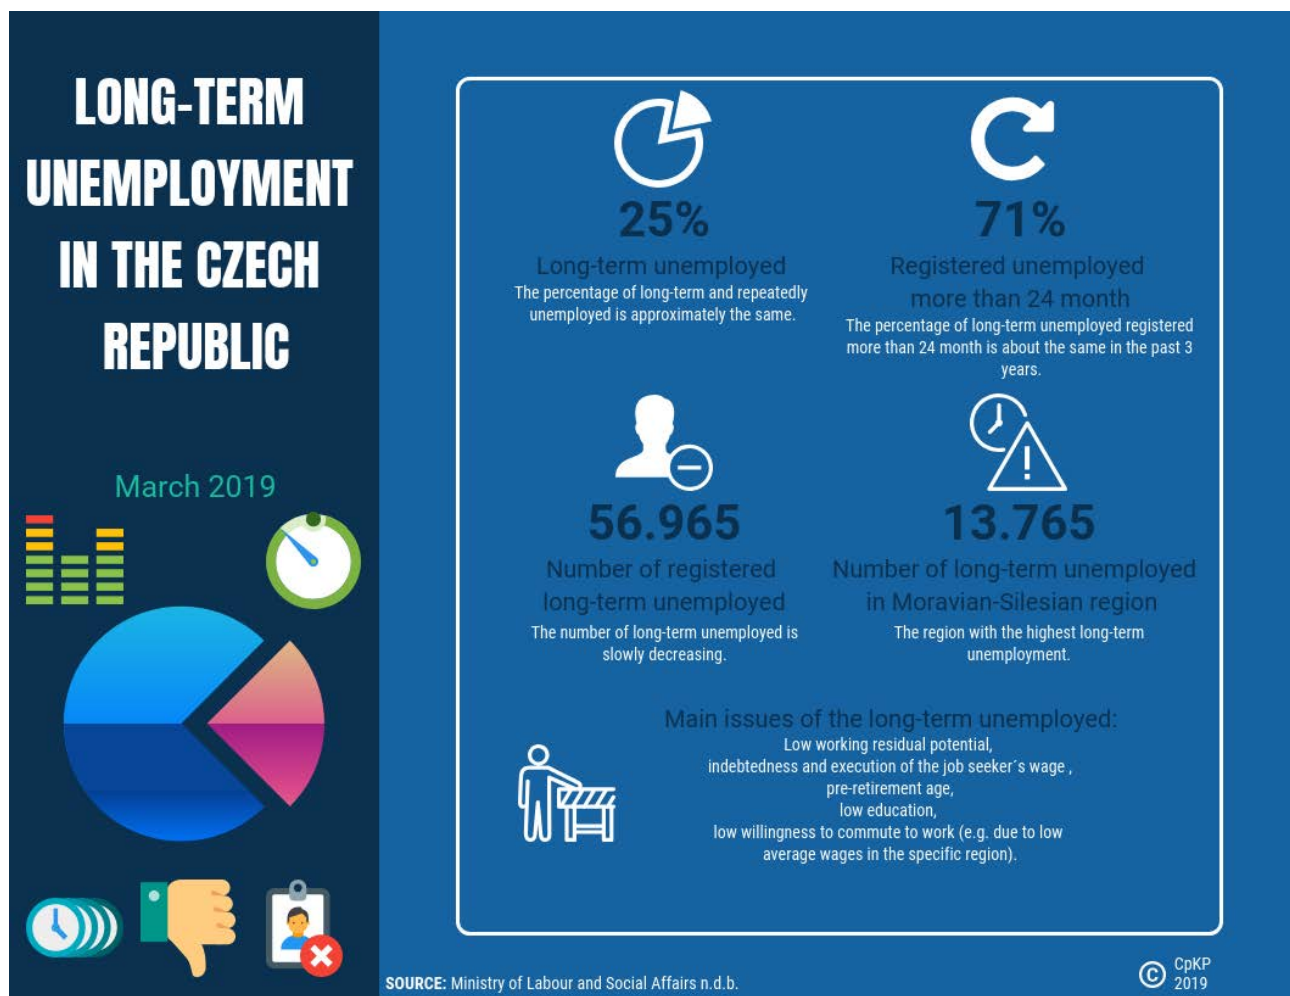 LONG-TERM
UNEMPLOYMENT
IN THE CZECH
REPUBLIC
March 2019
25%
Long-term unemployed
The percentage of long-term and repeatedly
unemployed is approximately the same.
71%
Registered unemployed
more than 24 month
The percentage of long-term unemployed registered
more than 24 month is about the same in the past 3
years.
56.965
Number of registered
long-term unemployed
The number of long-term unemployed is
slowly decreasing.
13.765
Number of long-term unemployed
in Moravian-Silesian region
The region with the highest long-term
unemployment.
Main issues of the long-term unemployed:
Low working residual potential,
indebtedness and execution of the job seeker´s wage ,
pre-retirement age,
low education,
low willingness to commute to work (e.g. due to low
average wages in the specific region).
SOURCE: Ministry of Labour and Social Affairs n.d.b.
© CpKP
2019